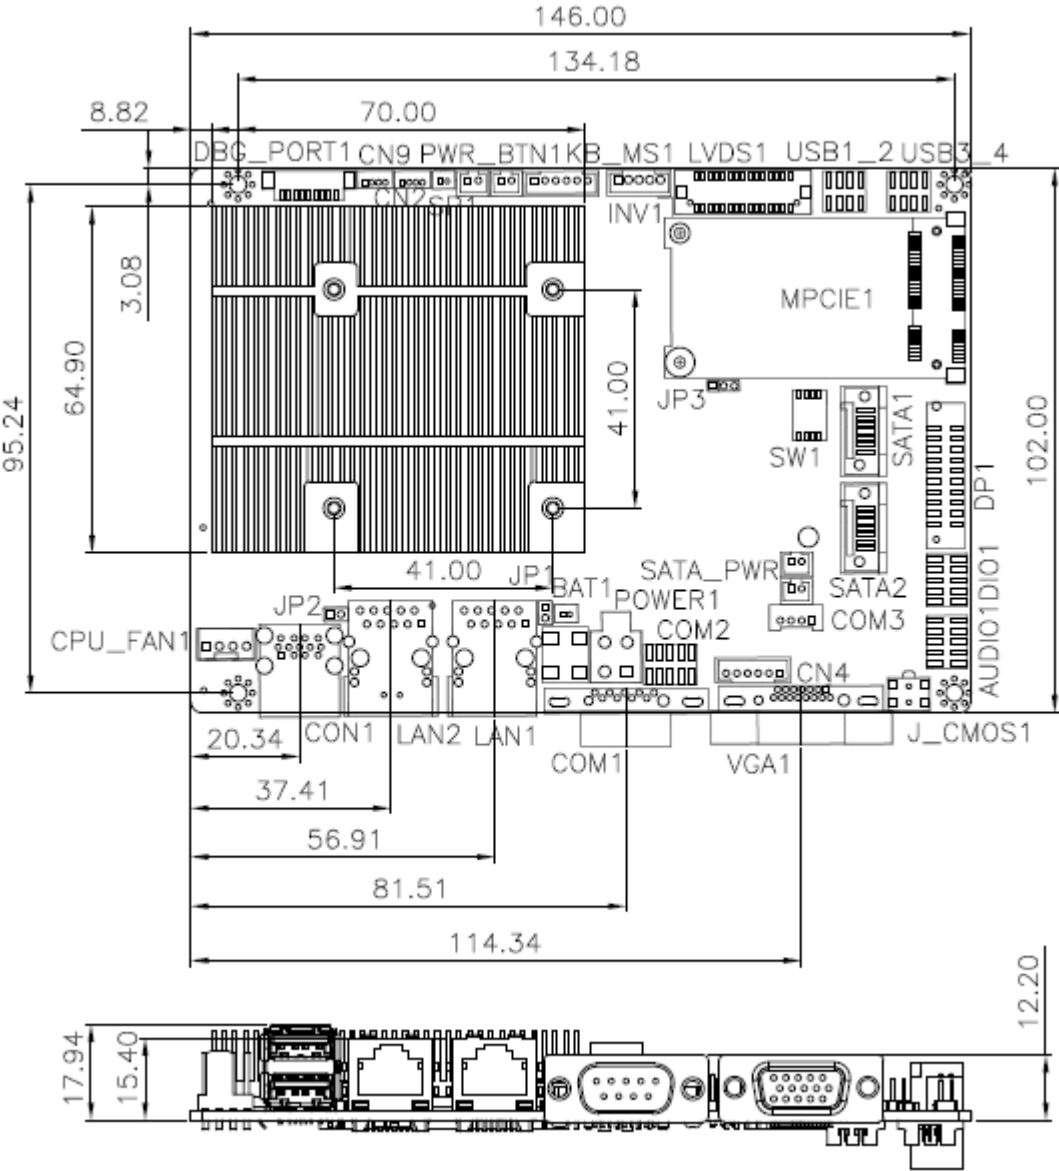 146.00
134.18
8.82
70.00
DBG_PORT1 CN9 PWR_BTN1 KB_MS1 LVDS1 USB1_2 USB3_4
CN2 SP1 INV1
3.08
MPCIE1
64.90
41.00
JP3
95.24
SW1
SATA1
102.00
DP1
41.00
JP1
SATA_PWR
SATA2
DIO1
BAT1
POWER1
JP2
COM2
COM3
CPU_FAN1
AUDIO1
CN4
20.34
CON1
LAN2
LAN1
COM1
VGA1
J_CMOS1
37.41
56.91
81.51
114.34
17.94
15.40
12.20